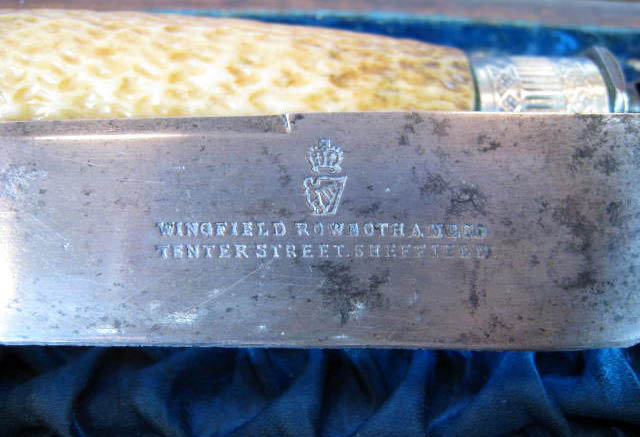 WINGFIELD ROWBOTHAM & CO
TENTER STREET. SHEFFIELD